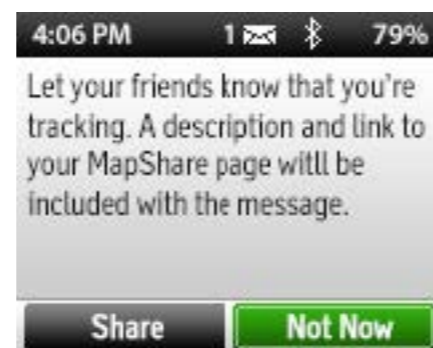 4:06 PM 1 79%
Let your friends know that you're
tracking. A description and link to
your MapShare page witll be
included with the message.
Share Not Now